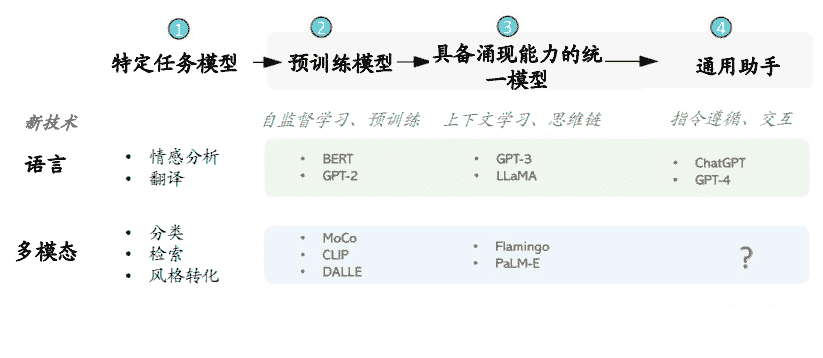 ① ② ③ ④
特定任务模型 预训练模型 具备涌现能力的统一模型 通用助手
新技术 自监督学习、预训练 上下文学习、思维链 指令遵循、交互
语言
• 情感分析
• 翻译
• BERT
• GPT-2
• GPT-3
• LLaMA
• ChatGPT
• GPT-4
多模态
• 分类
• 检索
• 风格转化
• MoCo
• CLIP
• DALLE
• Flamingo
• PaLM-E
?